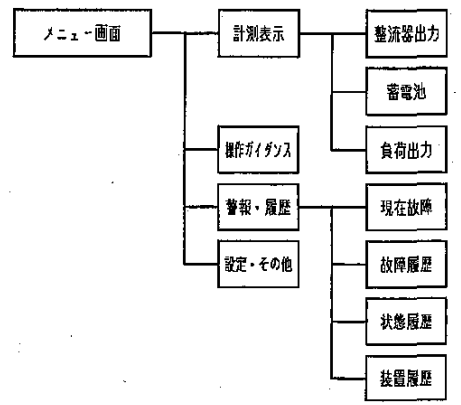 メニュー画面
計測表示
整流器出力
蓄電池
負荷出力
操作ガイダンス
警報・履歴
現在故障
故障履歴
状態履歴
装置履歴
設定・その他